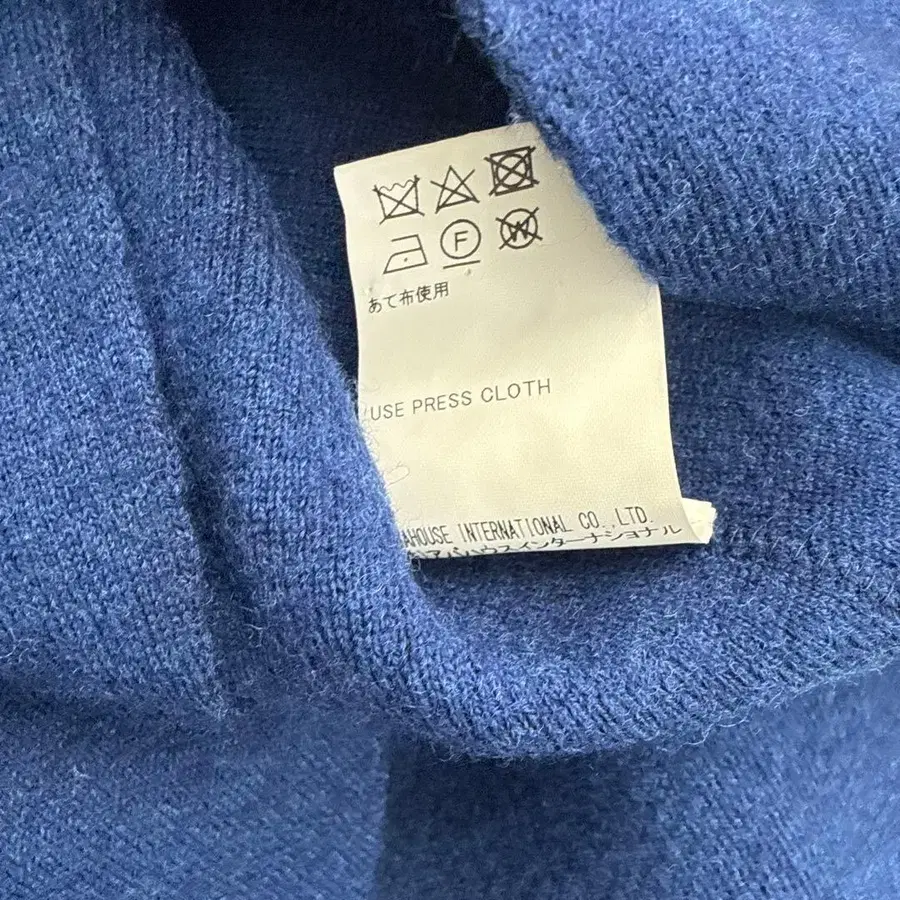 F W
あて布使用
USE PRESS CLOTH
AHOUSE INTERNATIONAL CO.,LTD.
アバハウスインターナショナル